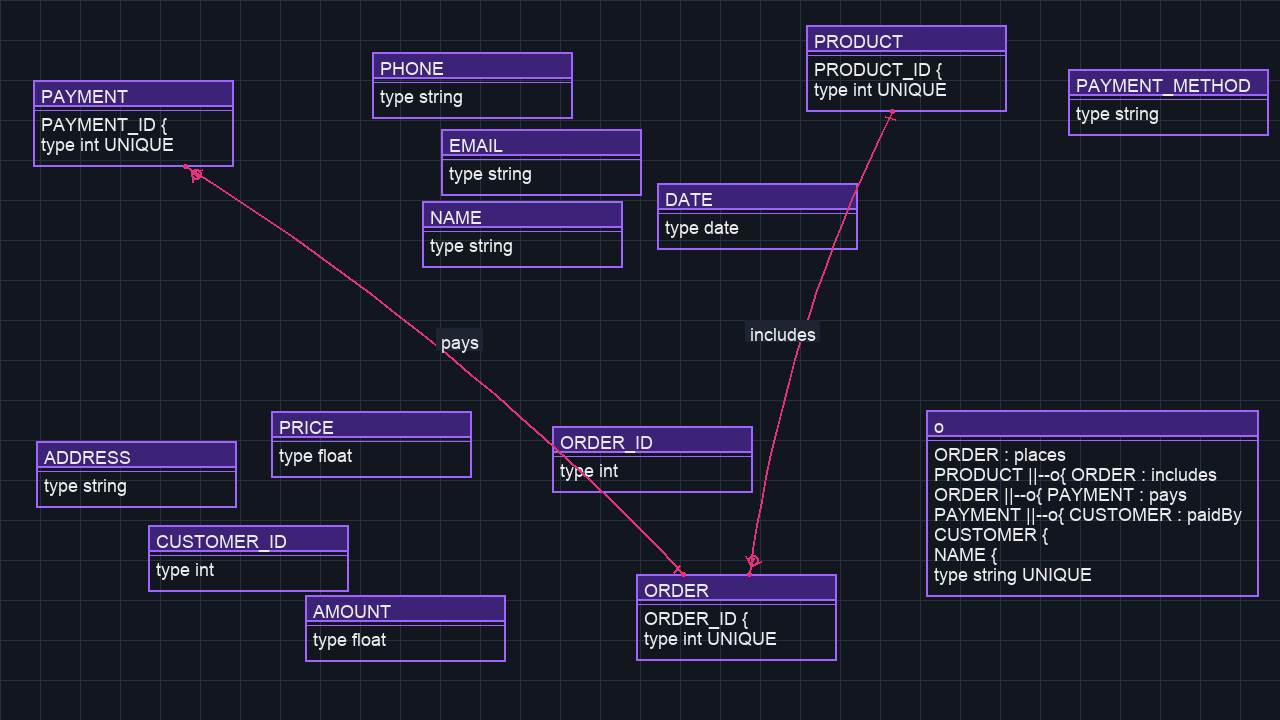 PRODUCT
PRODUCT_ID {
type int UNIQUE
PHONE
type string
PAYMENT_METHOD
type string
PAYMENT
PAYMENT_ID {
type int UNIQUE
EMAIL
type string
DATE
type date
NAME
type string
includes
pays
PRICE
type float
o
ORDER : places
PRODUCT ||--o{ ORDER : includes
ORDER ||--o{ PAYMENT : pays
PAYMENT ||--o{ CUSTOMER : paidBy
CUSTOMER {
NAME {
type string UNIQUE
ORDER_ID
type int
ADDRESS
type string
CUSTOMER_ID
type int
ORDER
ORDER_ID {
type int UNIQUE
AMOUNT
type float